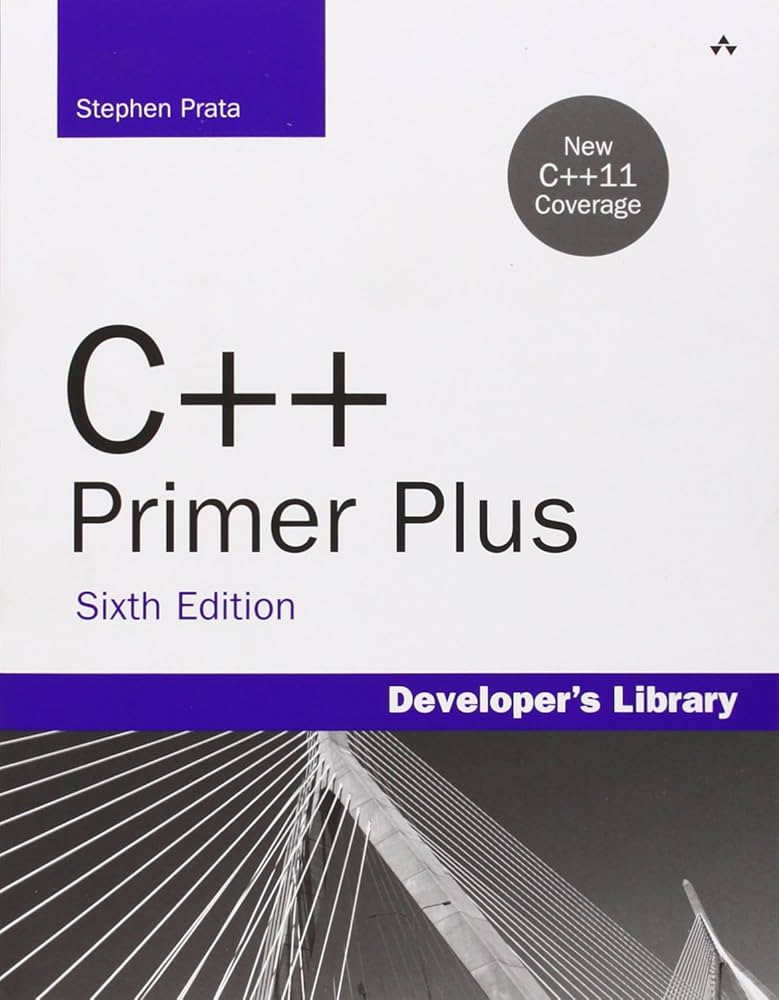 Stephen Prata
New
C++11
Coverage
C++
Primer Plus
Sixth Edition
Developer's Library